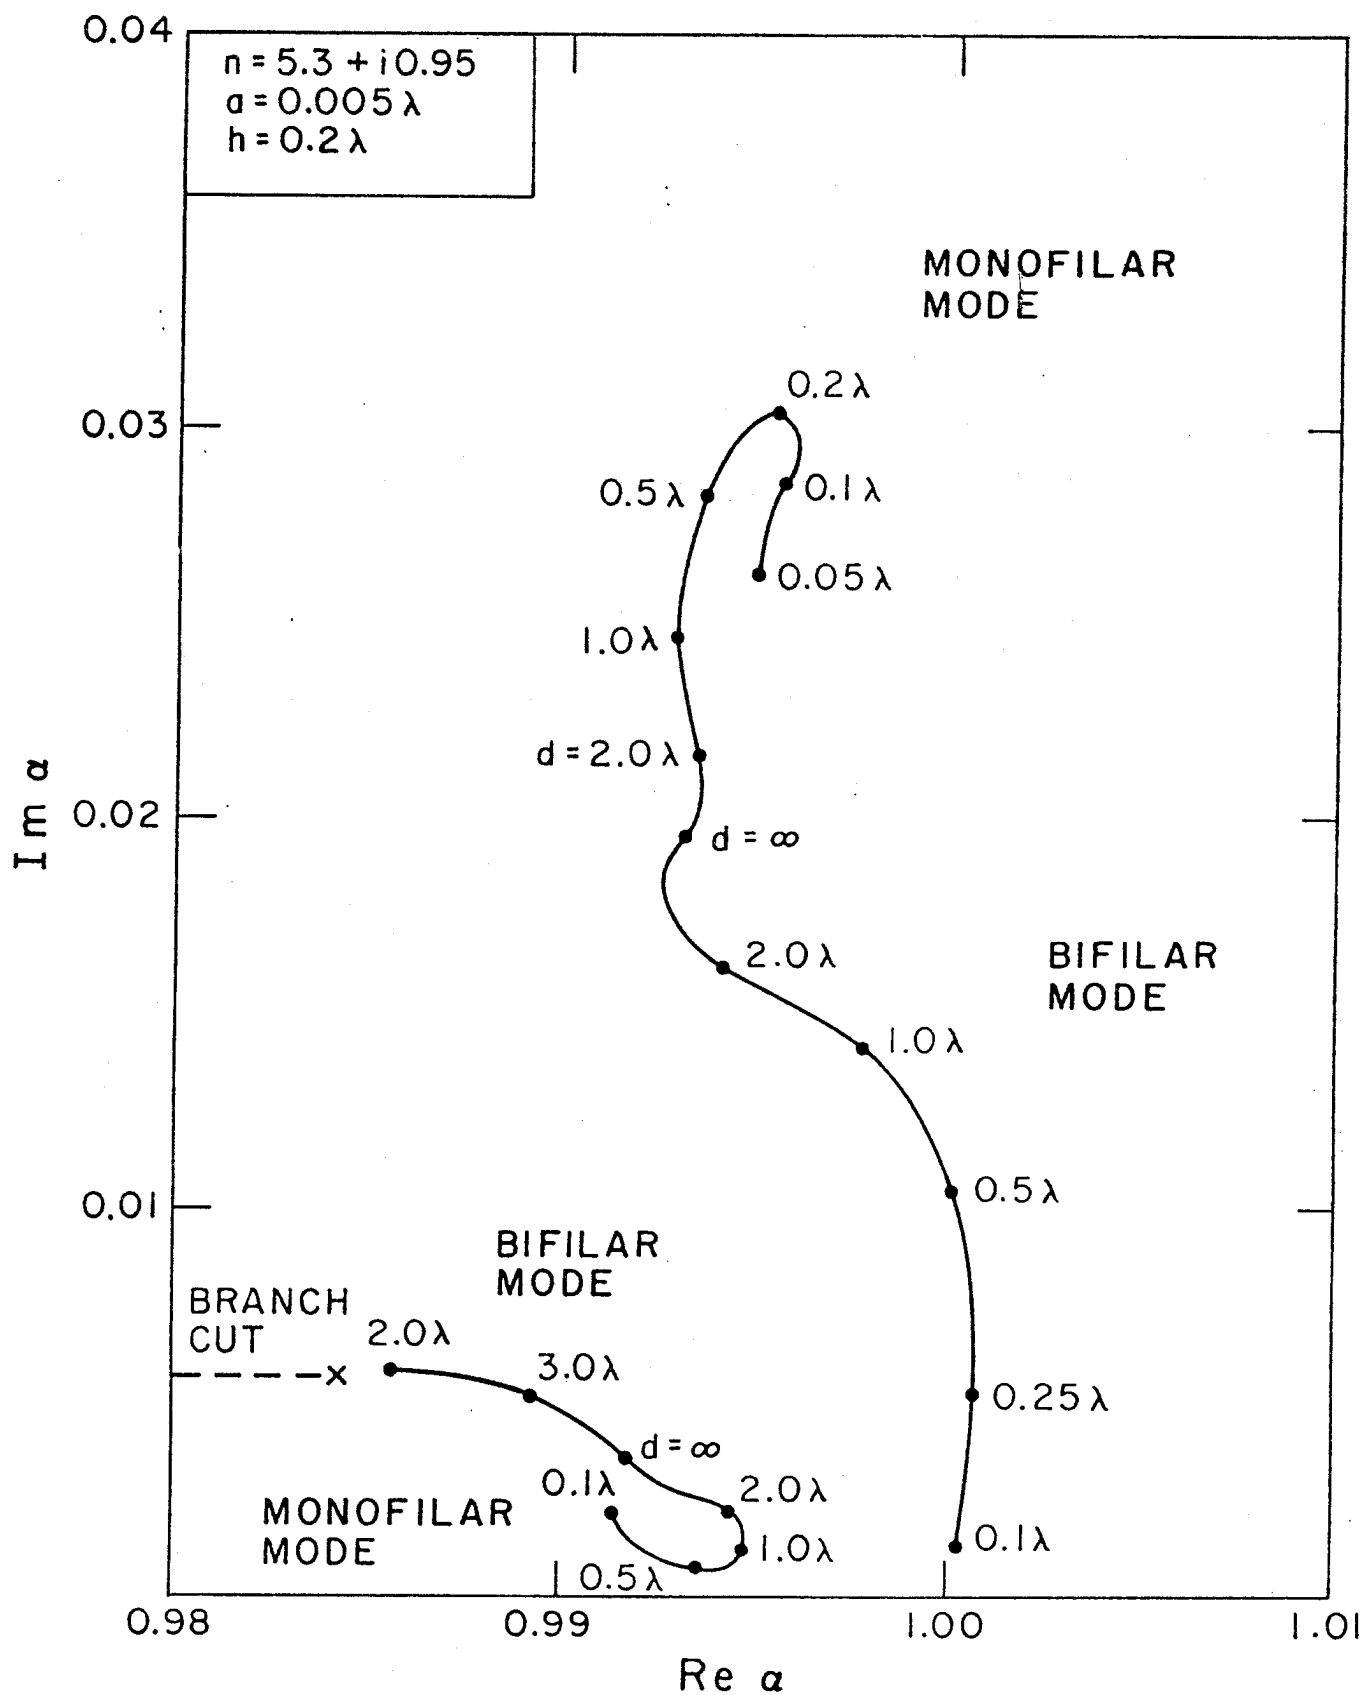 0.04
n = 5.3 + i0.95
a = 0.005 λ
h = 0.2 λ
MONOFILAR
MODE
0.2 λ
0.03
0.5 λ
0.1 λ
0.05 λ
1.0 λ
d = 2.0 λ
Im α
0.02
d = ∞
2.0 λ
BIFILAR
MODE
1.0 λ
0.5 λ
0.01
BIFILAR
MODE
BRANCH
CUT
2.0 λ
3.0 λ
0.25 λ
d = ∞
0.1 λ
2.0 λ
MONOFILAR
MODE
1.0 λ
0.1 λ
0.5 λ
0.98
0.99
1.00
1.01
Re α